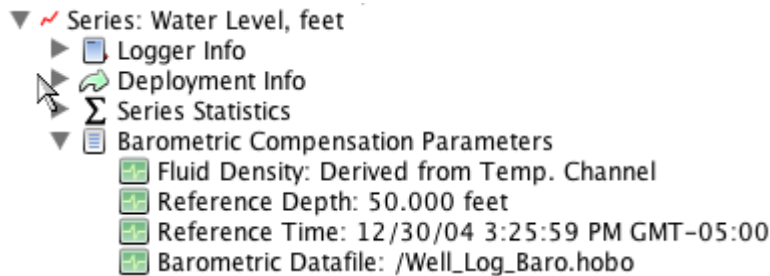 Series: Water Level, feet
Logger Info
Deployment Info
Series Statistics
Barometric Compensation Parameters
Fluid Density: Derived from Temp. Channel
Reference Depth: 50.000 feet
Reference Time: 12/30/04 3:25:59 PM GMT-05:00
Barometric Datafile: /Well_Log_Baro.hobo